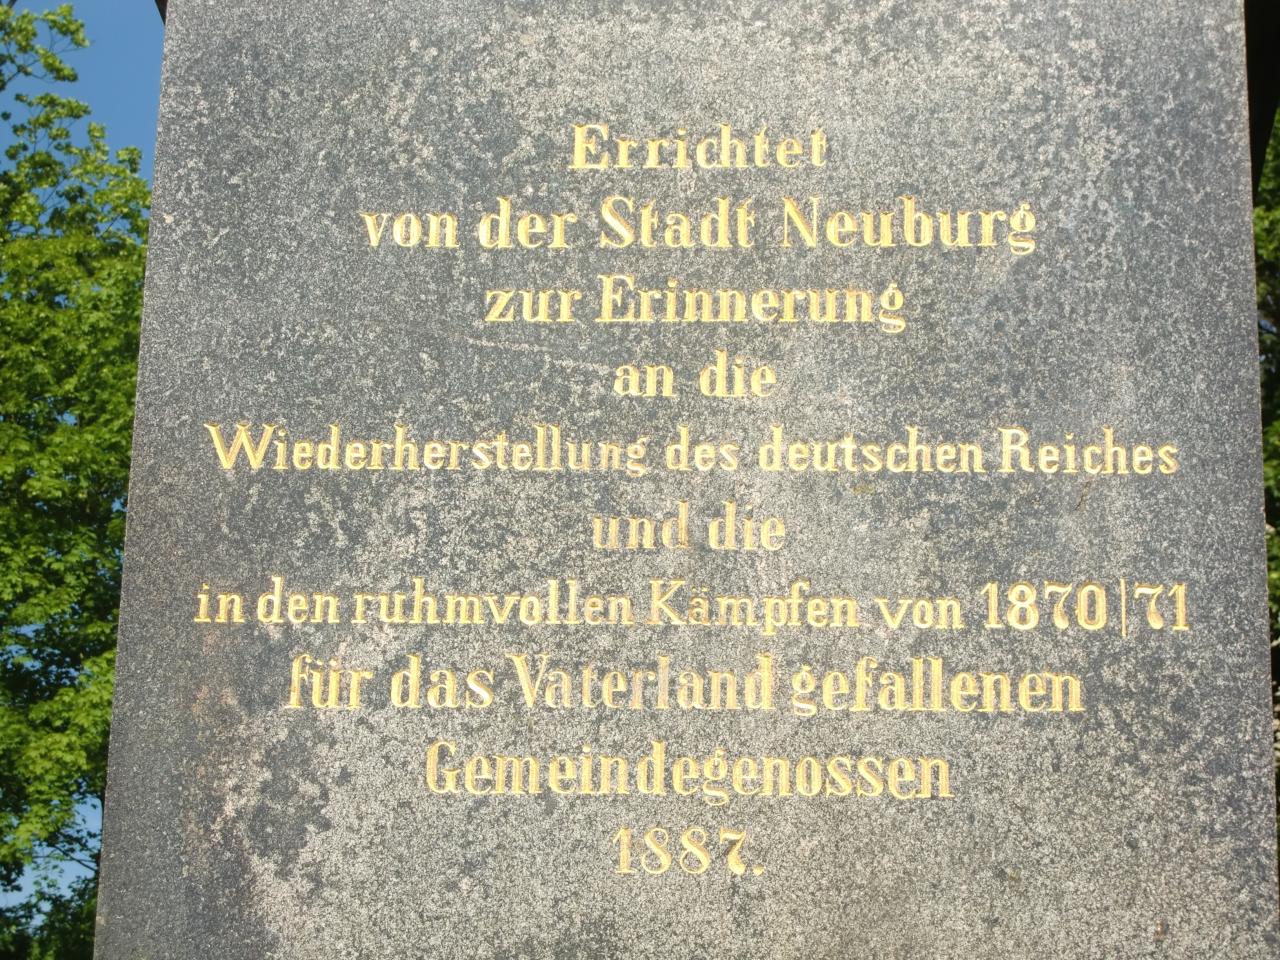 Errichtet
von der Stadt Neuburg
zur Erinnerung
an die
Wiederherstellung des deutschen Reiches
und die
in den ruhmvollen Kämpfen von 1870|71
für das Vaterland gefallenen
Gemeindegenossen
1887.